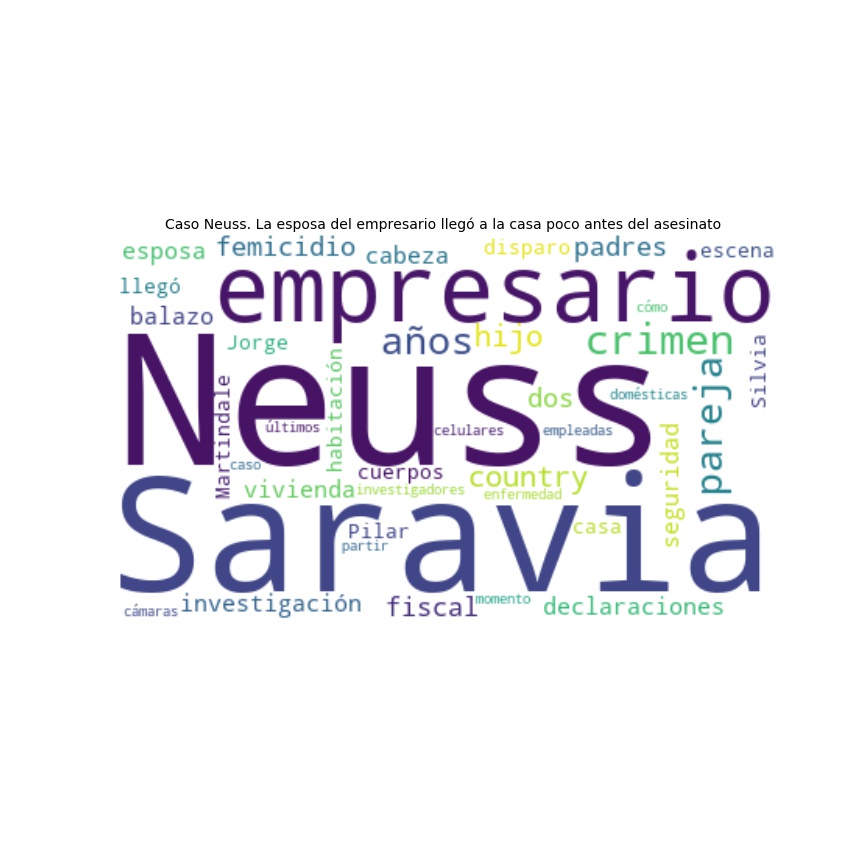 Caso Neuss. La esposa del empresario llegó a la casa poco antes del asesinato
esposa femicidio cabeza disparo padres escena
llegó empresario cómo
balazo
Jorge años hijo crimen Silvia
Neuss
Martindale habitación dos domésticas pareja
últimos celulares empleadas seguridad
caso cuerpos country
vivienda investigadores enfermedad
Saravia
Pilar casa
partir
cámaras investigación fiscal momento declaraciones